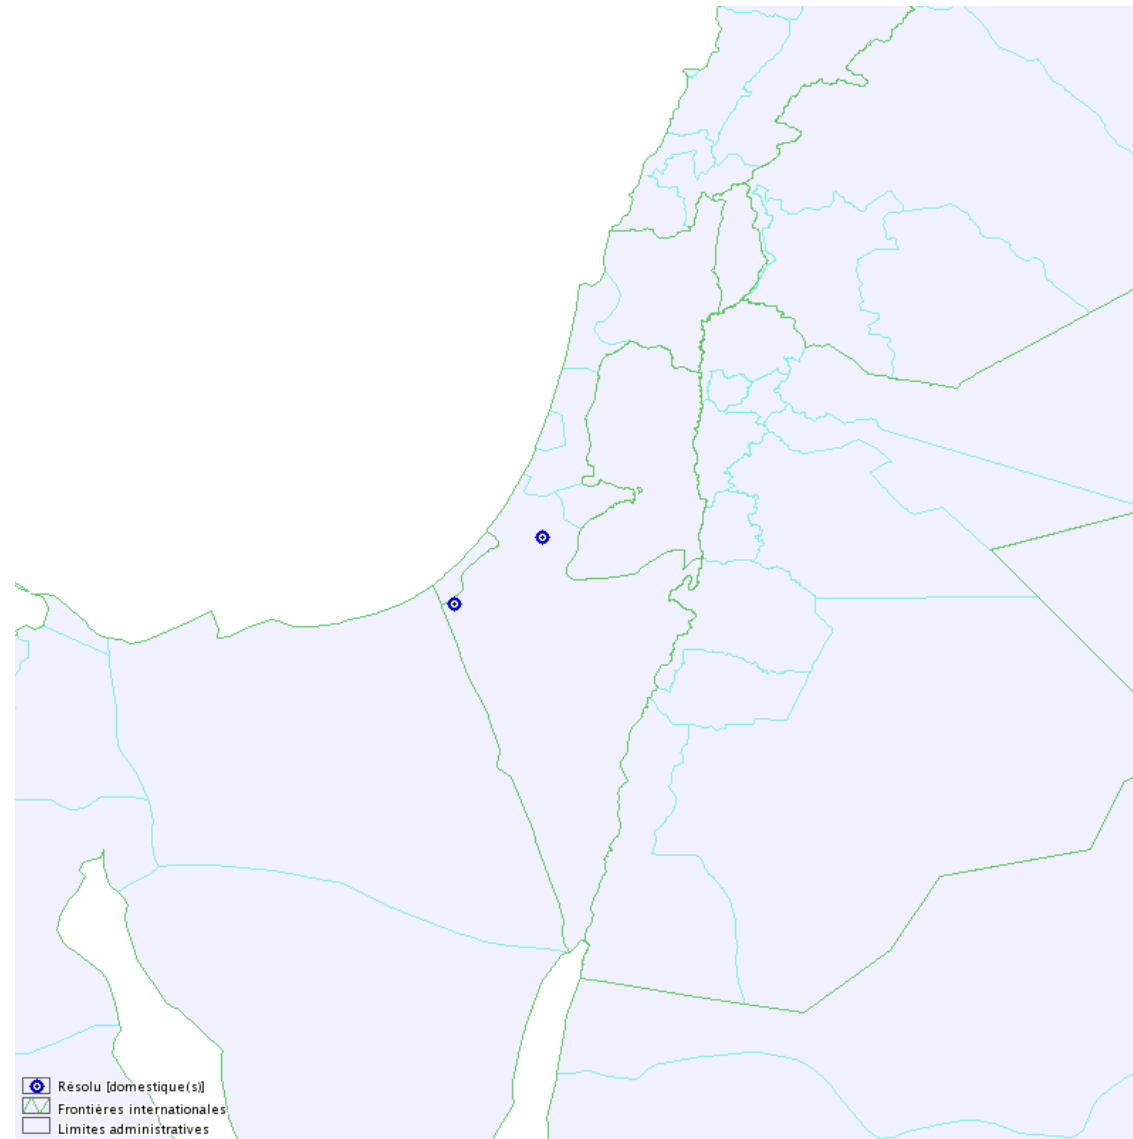 Résolu [domestique(s)]
Frontières internationales
Limites administratives